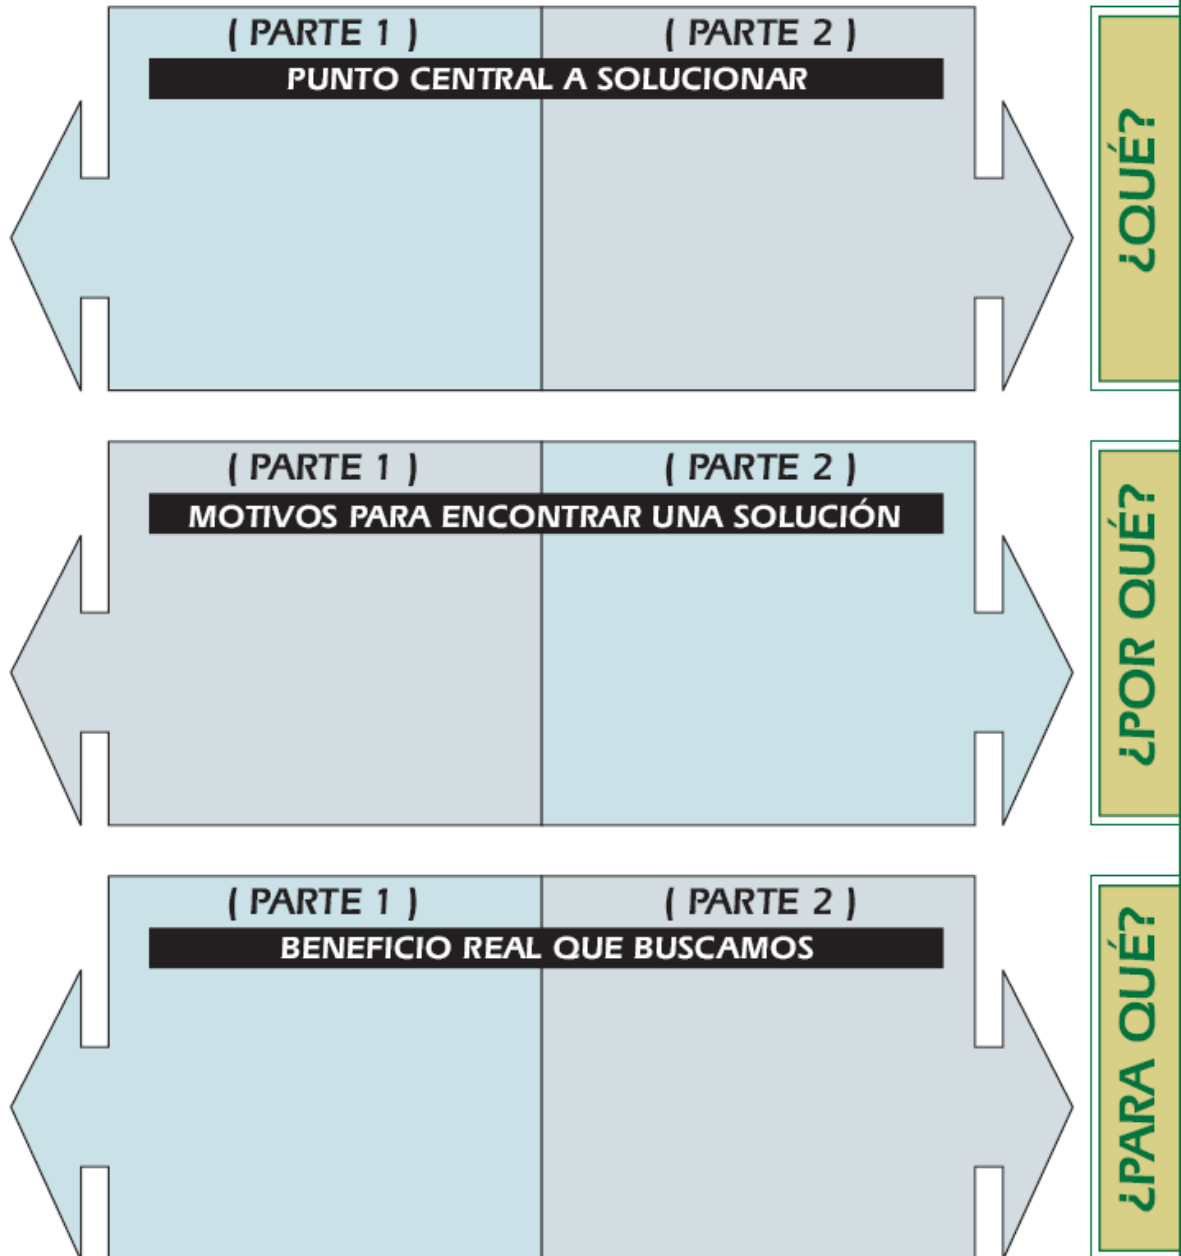 ( PARTE 1 )
( PARTE 2 )
PUNTO CENTRAL A SOLUCIONAR
¿QUÉ?
( PARTE 1 )
( PARTE 2 )
MOTIVOS PARA ENCONTRAR UNA SOLUCIÓN
¿POR QUÉ?
( PARTE 1 )
( PARTE 2 )
BENEFICIO REAL QUE BUSCAMOS
¿PARA QUÉ?